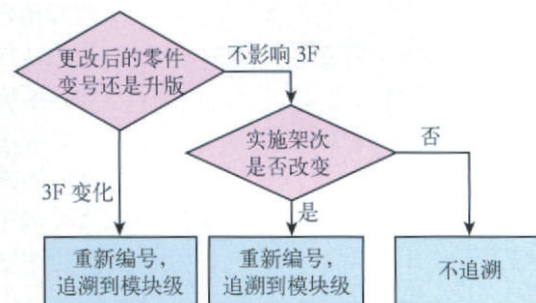 更改后的零件
变号还是升版
不影响 3F
实施架次
是否改变
否
3F 变化
是
重新编号，
追溯到模块级
重新编号，
追溯到模块级
不追溯